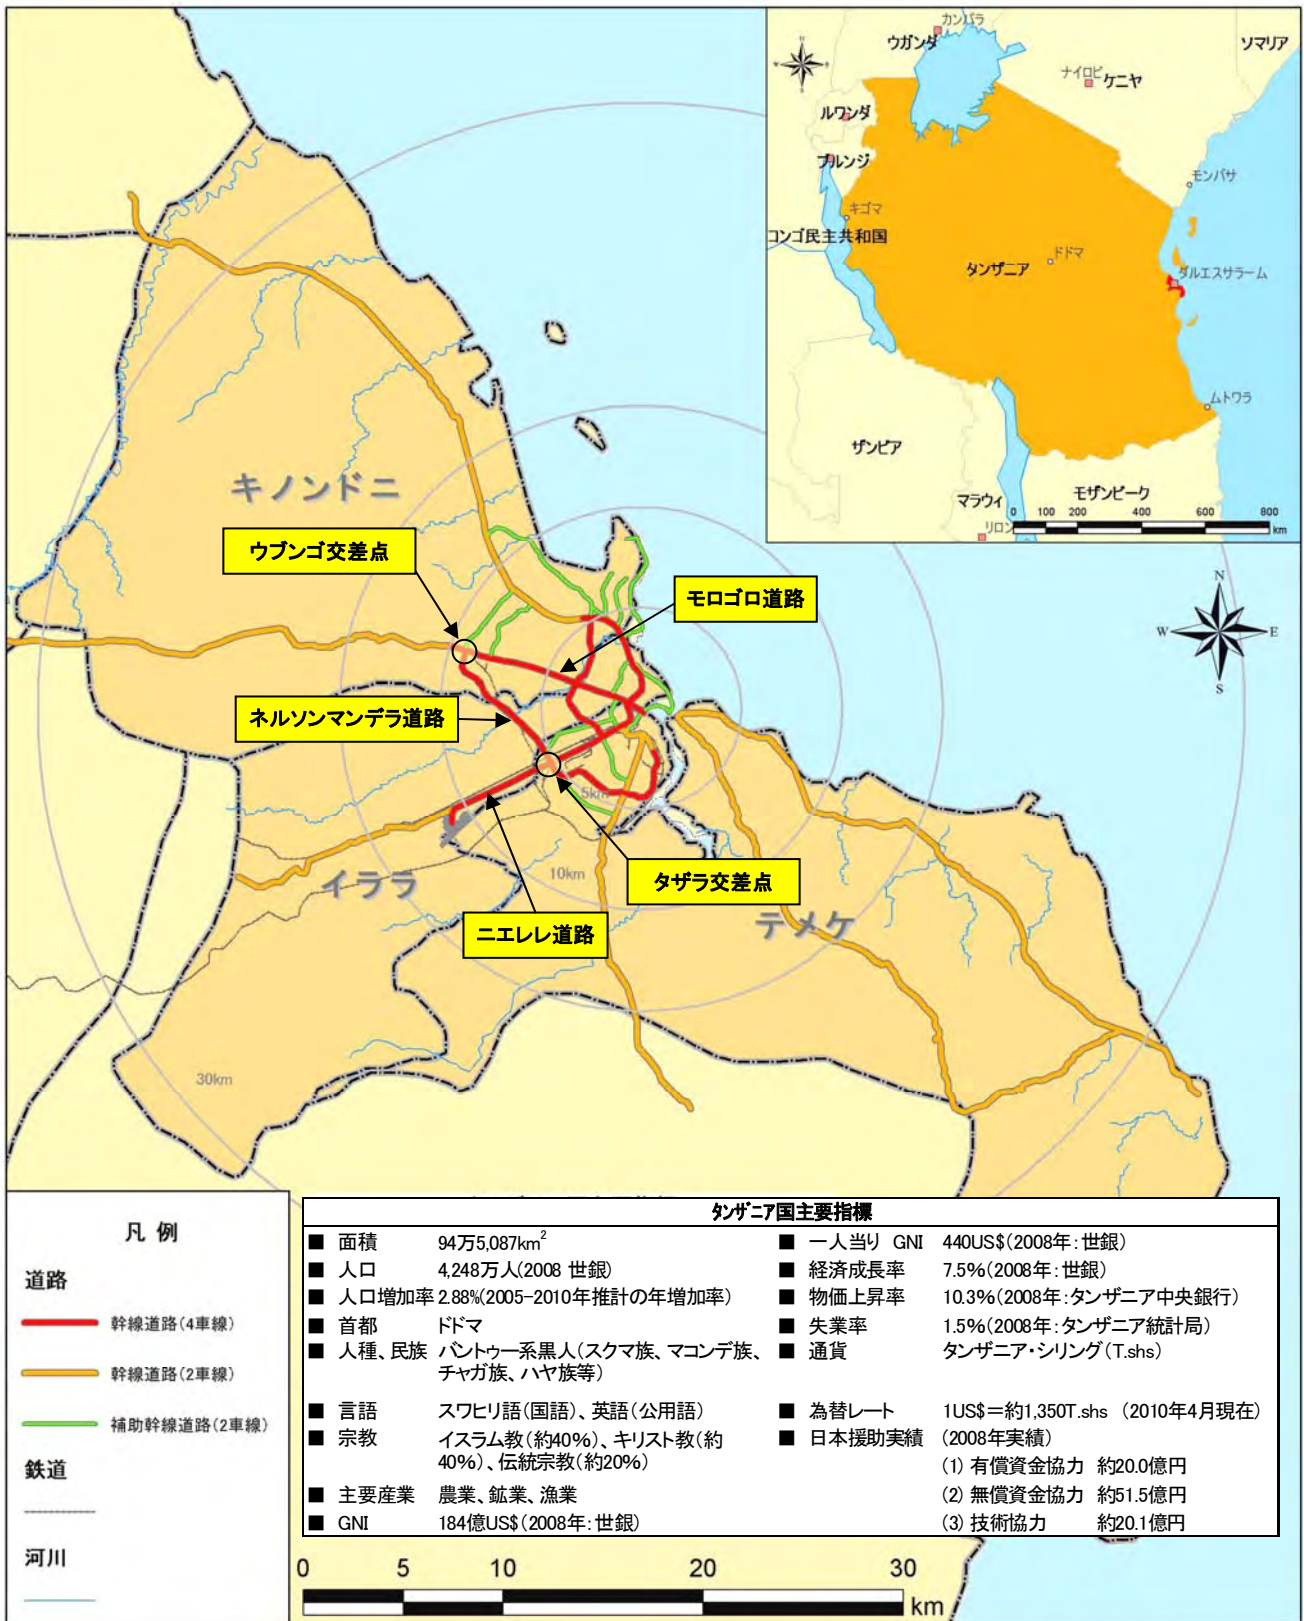 カンパラ
ウガンダ
ソマリア
ナイロビ
ケニヤ
ルワンダ
ブルンジ
モンバサ
キゴマ
コンゴ民主共和国
ドドマ
タンザニア
ダルエスサラーム
ムトワラ
ザンビア
マラウィ
モザンビーク
リロン
0 100 200 400 600 800
km
キノンドニ
ウブンゴ交差点
モロゴロ道路
N
W E
S
ネルソンマンデラ道路
5km
10km
タザラ交差点
イララ
テメケ
ニエレレ道路
30km
凡 例
道路
幹線道路(4車線)
幹線道路(2車線)
補助幹線道路(2車線)
鉄道
河川
タンザニア国主要指標
■ 面積 94万5,087km2
■ 人口 4,248万人(2008 世銀)
■ 人口増加率 2.88%(2005-2010年推計の年増加率)
■ 首都 ドドマ
■ 人種、民族 バントゥー系黒人(スクマ族、マコンデ族、
チャガ族、ハヤ族等)
■ 言語 スワヒリ語(国語)、英語(公用語)
■ 宗教 イスラム教(約40%)、キリスト教(約
40%)、伝統宗教(約20%)
■ 主要産業 農業、鉱業、漁業
■ GNI 184億US$(2008年:世銀)
■ 一人当り GNI 440US$(2008年:世銀)
■ 経済成長率 7.5%(2008年:世銀)
■ 物価上昇率 10.3%(2008年:タンザニア中央銀行)
■ 失業率 1.5%(2008年:タンザニア統計局)
■ 通貨 タンザニア・シリング(T.shs)
■ 為替レート 1US$=約1,350T.shs (2010年4月現在)
■ 日本援助実績 (2008年実績)
(1) 有償資金協力 約20.0億円
(2) 無償資金協力 約51.5億円
(3) 技術協力 約20.1億円
0 5 10 20 30
km